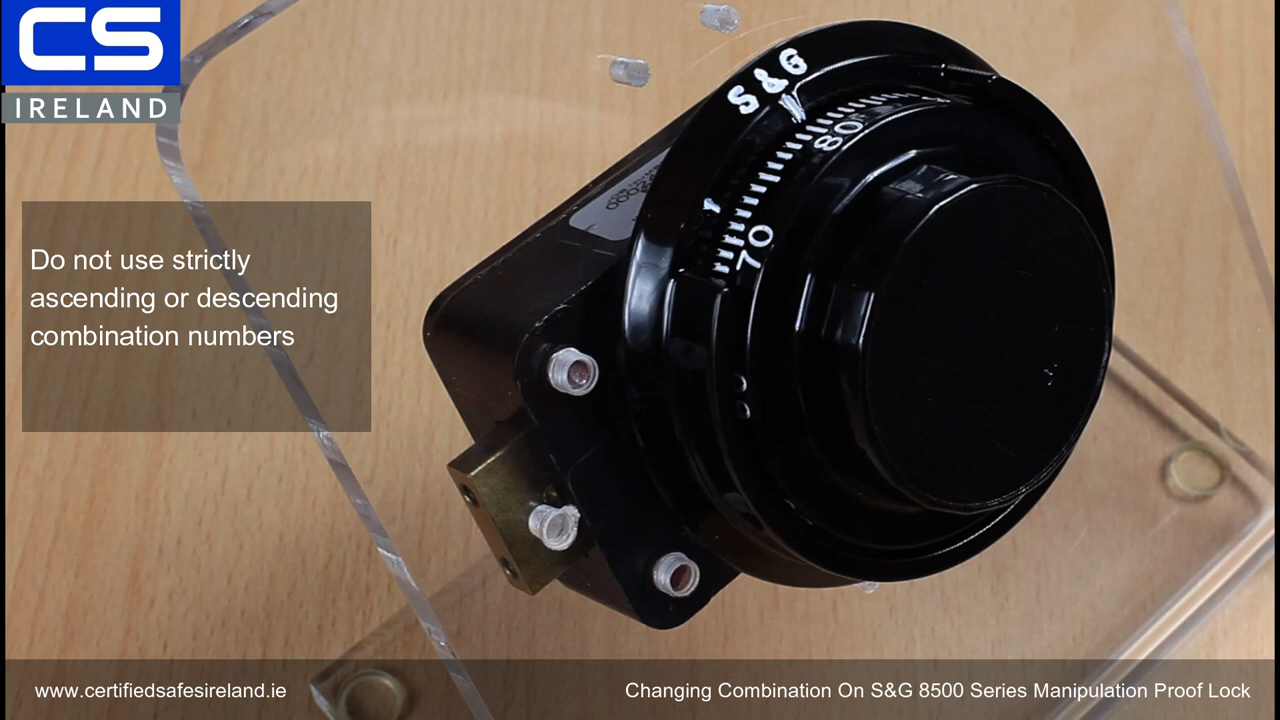 CS
IRELAND
S&G
80
70
Do not use strictly
ascending or descending
combination numbers
www.certifiedsafesireland.ie
Changing Combination On S&G 8500 Series Manipulation Proof Lock